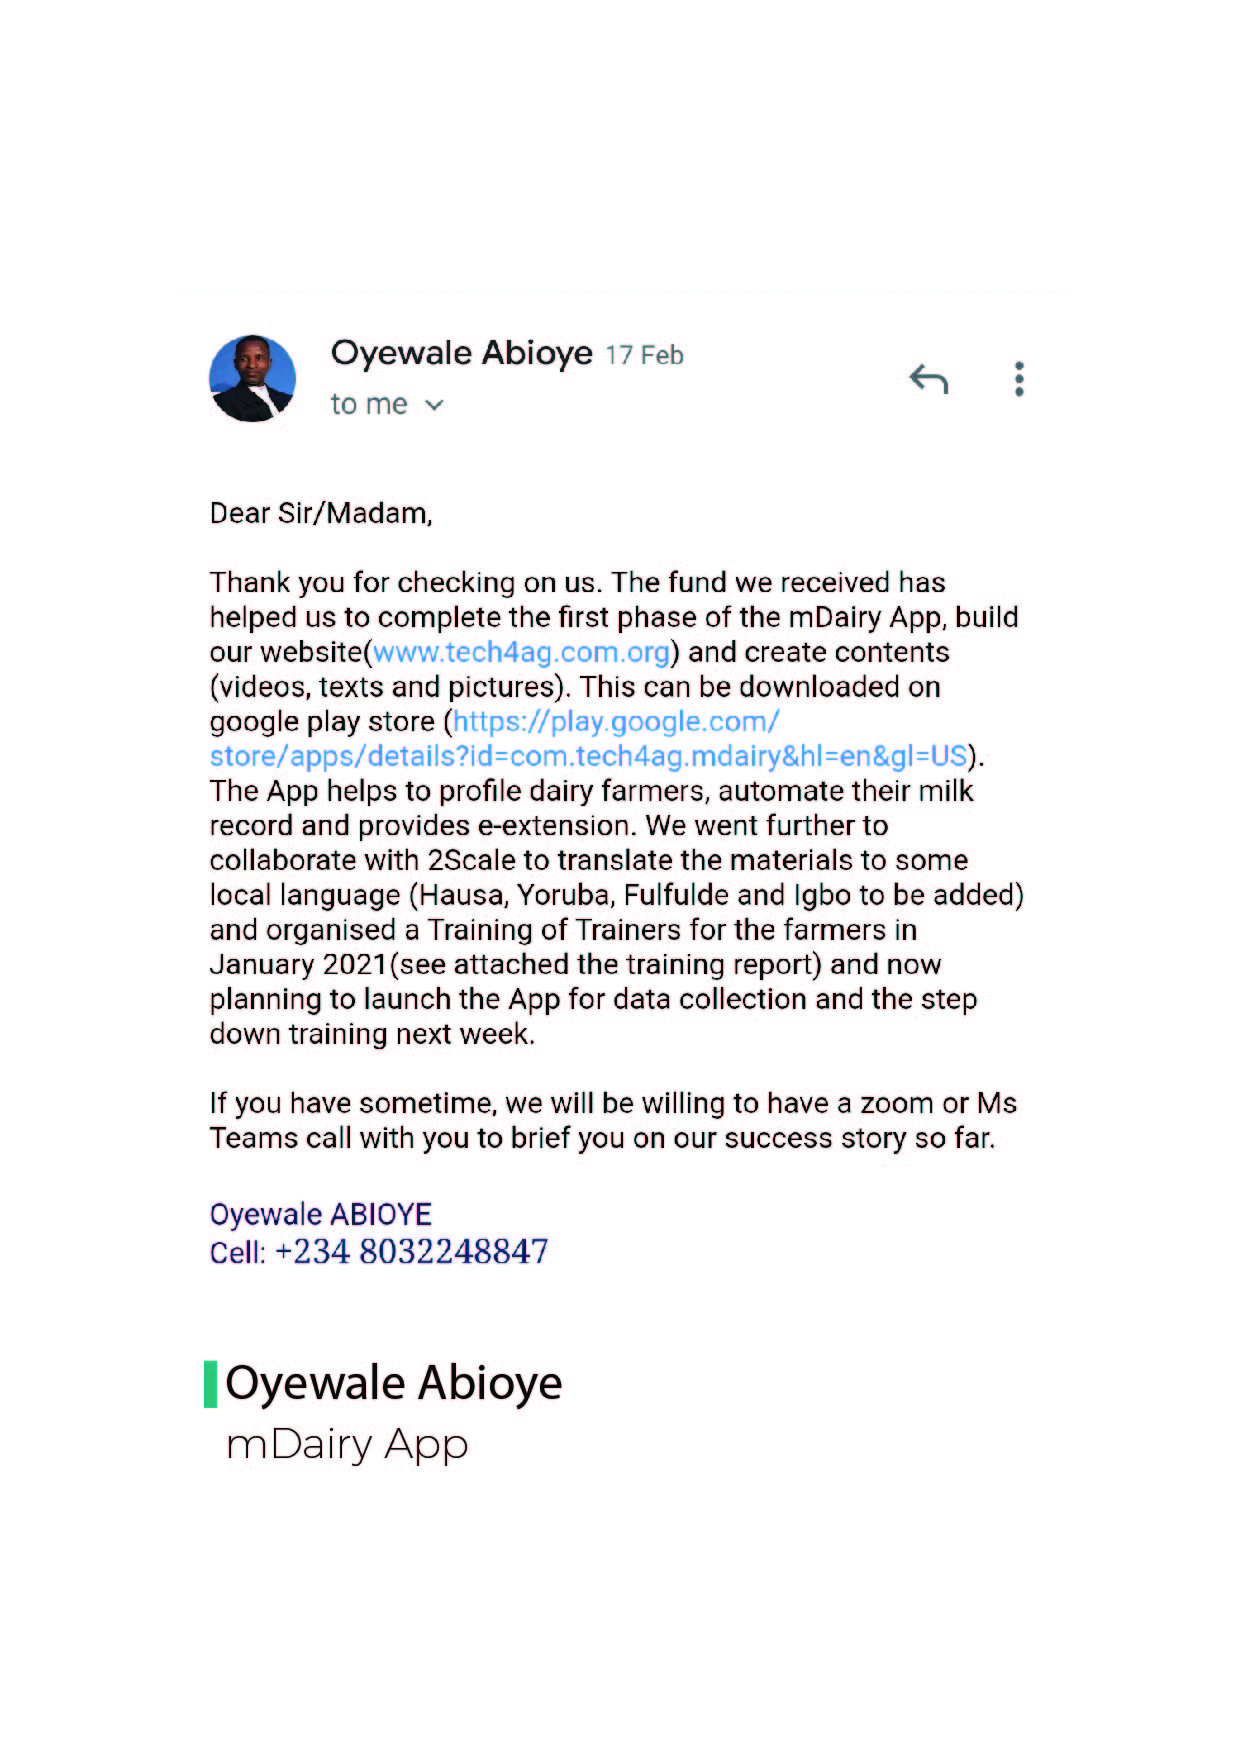 Oyewale Abioye 17 Feb
to me
Dear Sir/Madam,
Thank you for checking on us. The fund we received has
helped us to complete the first phase of the mDairy App, build
our website(www.tech4ag.com.org) and create contents
(videos, texts and pictures). This can be downloaded on
google play store (https://play.google.com/
store/apps/details?id=com.tech4ag.mdairy&hl=en&gl=US).
The App helps to profile dairy farmers, automate their milk
record and provides e-extension. We went further to
collaborate with 2Scale to translate the materials to some
local language (Hausa, Yoruba, Fulfulde and Igbo to be added)
and organised a Training of Trainers for the farmers in
January 2021(see attached the training report) and now
planning to launch the App for data collection and the step
down training next week.
If you have sometime, we will be willing to have a zoom or Ms
Teams call with you to brief you on our success story so far.
Oyewale ABIOYE
Cell: +234 8032248847
Oyewale Abioye
mDairy App